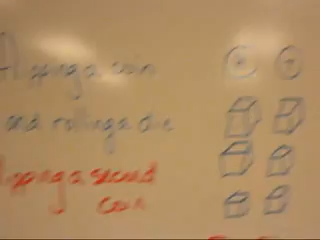 Flipping a coin H T
and rolling a die
Flipping a second
coin